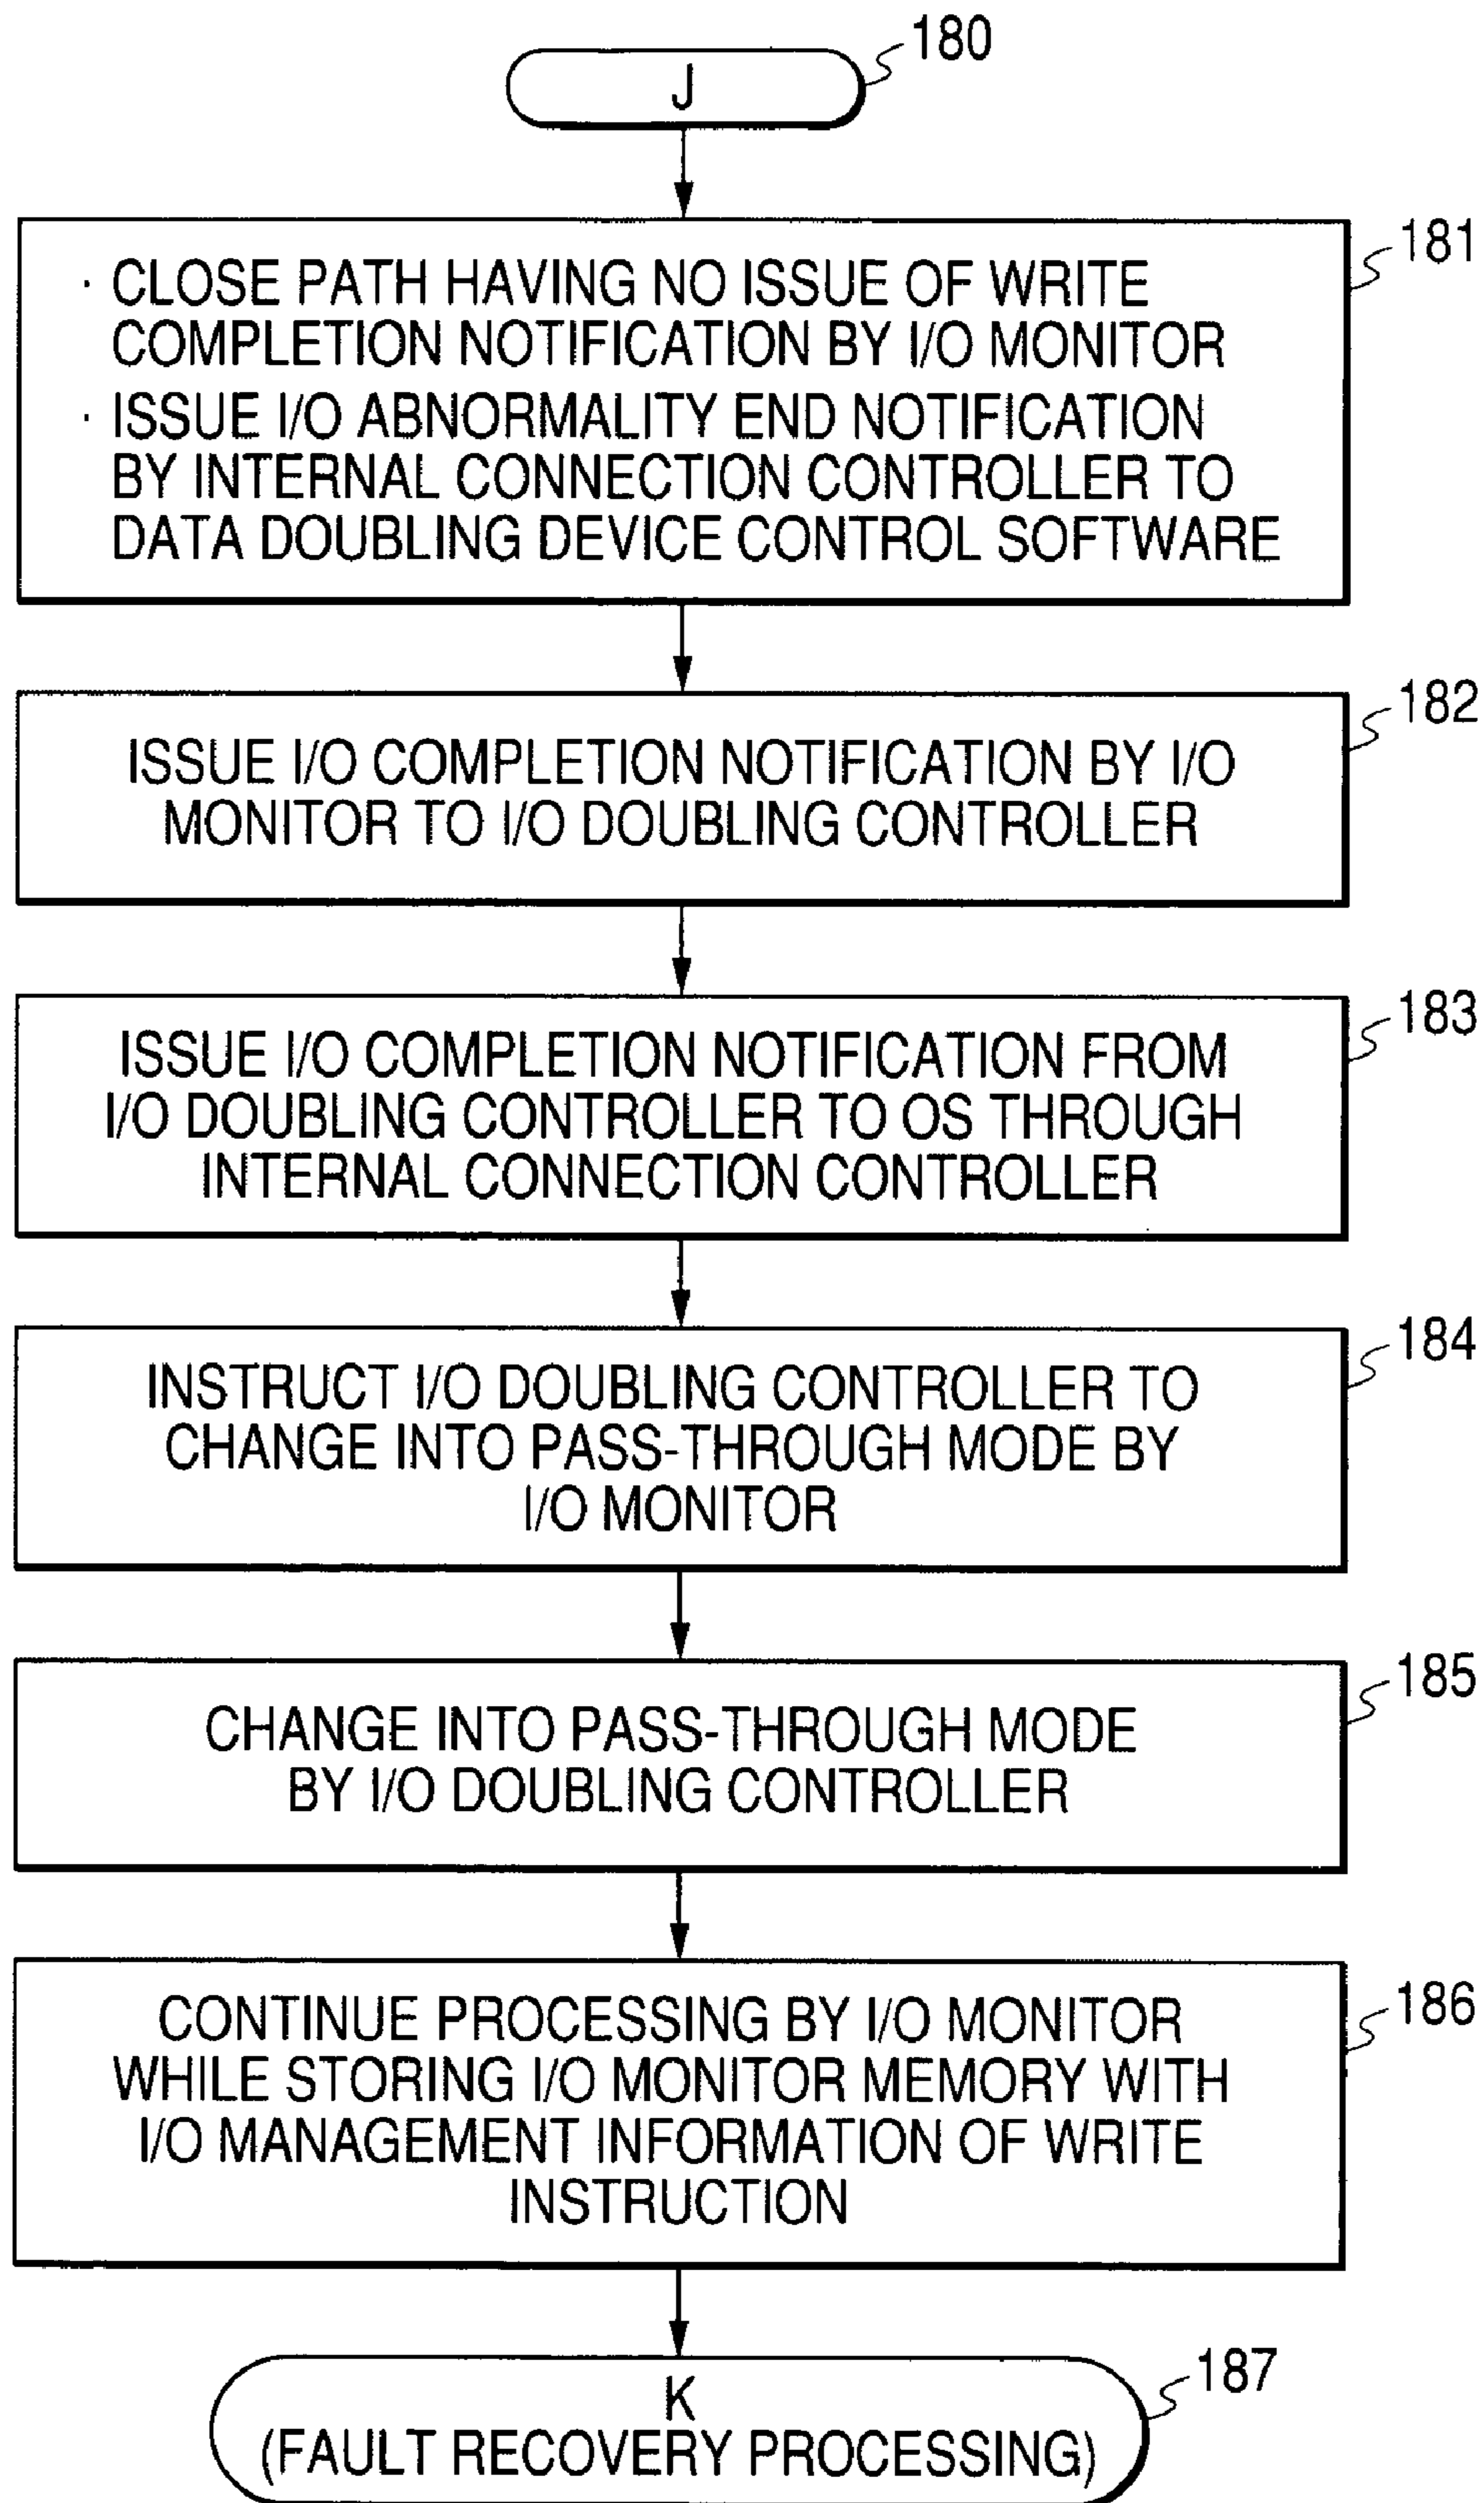 180
J
181
· CLOSE PATH HAVING NO ISSUE OF WRITE
COMPLETION NOTIFICATION BY I/O MONITOR
· ISSUE I/O ABNORMALITY END NOTIFICATION
BY INTERNAL CONNECTION CONTROLLER TO
DATA DOUBLING DEVICE CONTROL SOFTWARE
182
ISSUE I/O COMPLETION NOTIFICATION BY I/O
MONITOR TO I/O DOUBLING CONTROLLER
183
ISSUE I/O COMPLETION NOTIFICATION FROM
I/O DOUBLING CONTROLLER TO OS THROUGH
INTERNAL CONNECTION CONTROLLER
184
INSTRUCT I/O DOUBLING CONTROLLER TO
CHANGE INTO PASS-THROUGH MODE BY
I/O MONITOR
185
CHANGE INTO PASS-THROUGH MODE
BY I/O DOUBLING CONTROLLER
186
CONTINUE PROCESSING BY I/O MONITOR
WHILE STORING I/O MONITOR MEMORY WITH
I/O MANAGEMENT INFORMATION OF WRITE
INSTRUCTION
187
K
(FAULT RECOVERY PROCESSING)